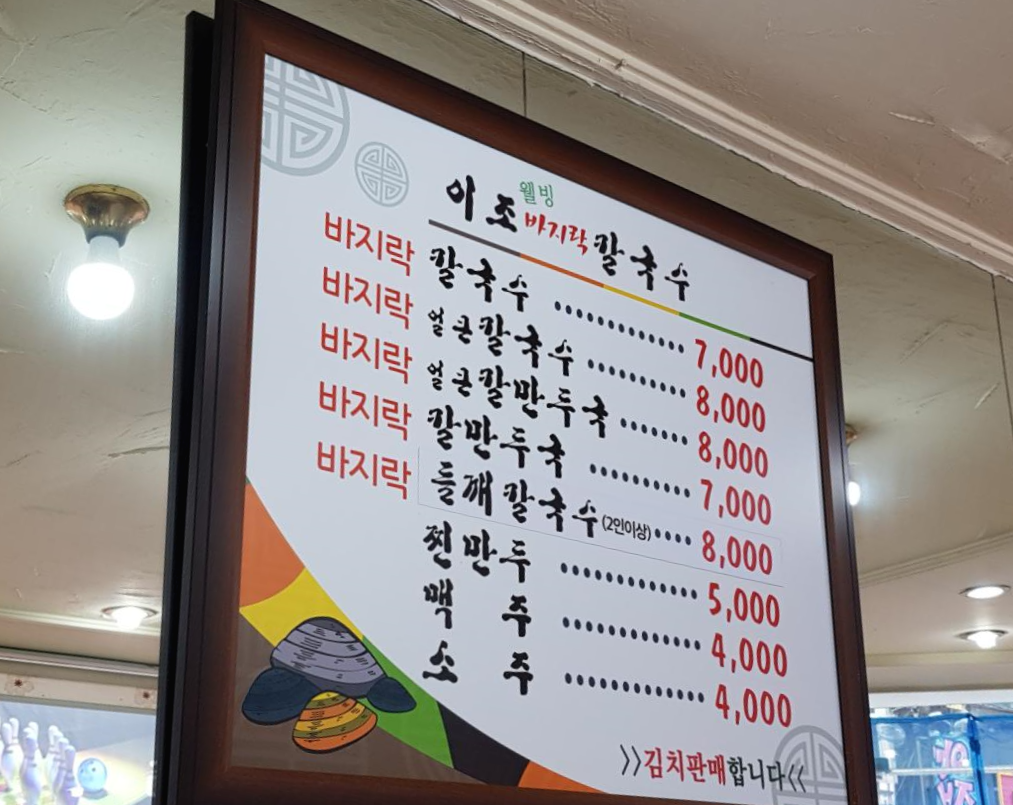 웰빙
이조 바지락 칼국수
바지락 칼국수 ············ 7,000
바지락 얼큰칼국수 ·········· 8,000
바지락 얼큰칼만두국 ······· 8,000
바지락 칼만두국 ·········· 7,000
바지락 들깨칼국수(2인이상)···· 8,000
찐만두 ············· 5,000
맥 주 ············· 4,000
소 주 ············· 4,000
>>김치판매합니다<<